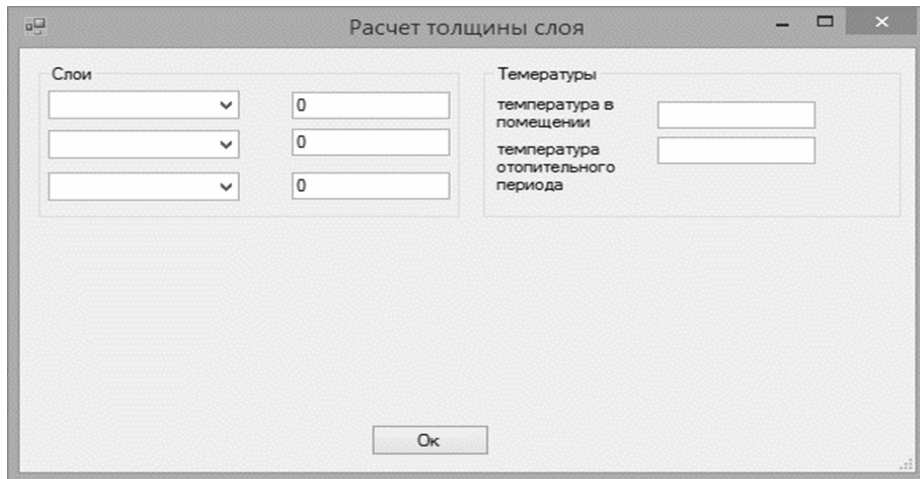 Расчет толщины слоя
Слои
0
0
0
Темературы
температура в
помещении
температура
отопительного
периода
Ок